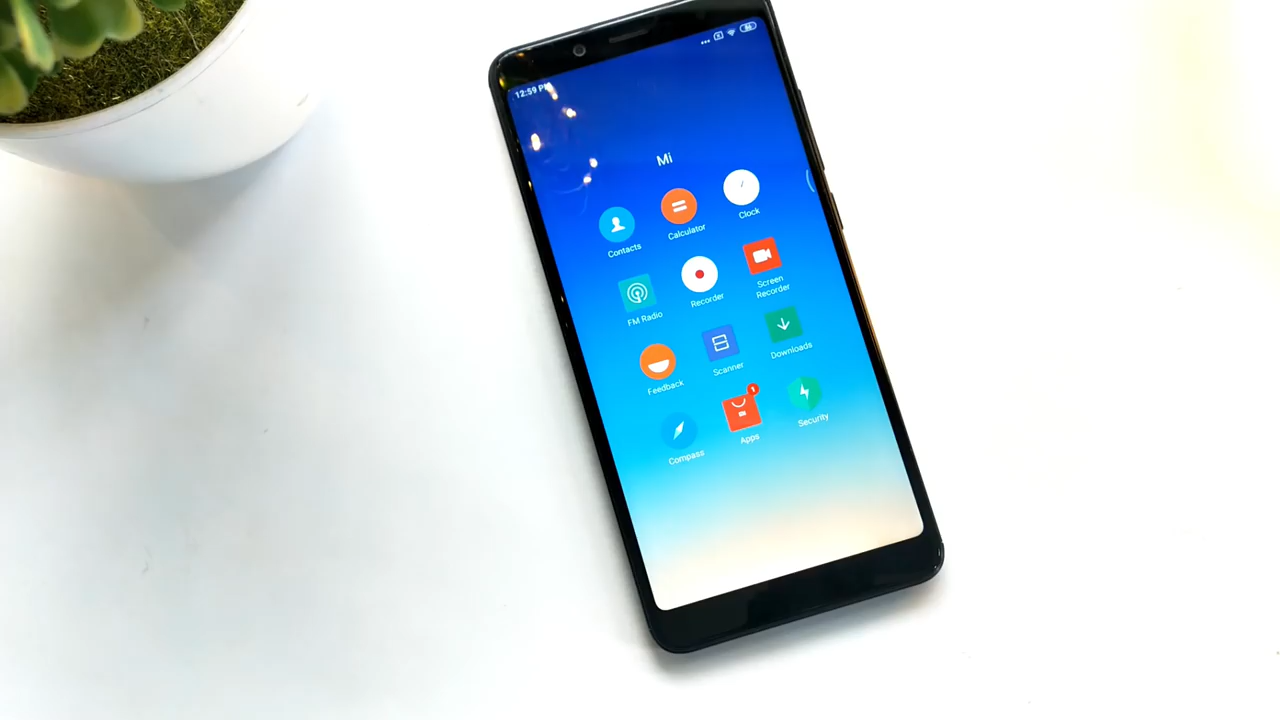 12:59 PM
Mi
Contacts
Calculator
Clock
FM Radio
Recorder
Screen
Recorder
Feedback
Scanner
Downloads
Compass
Apps
Security